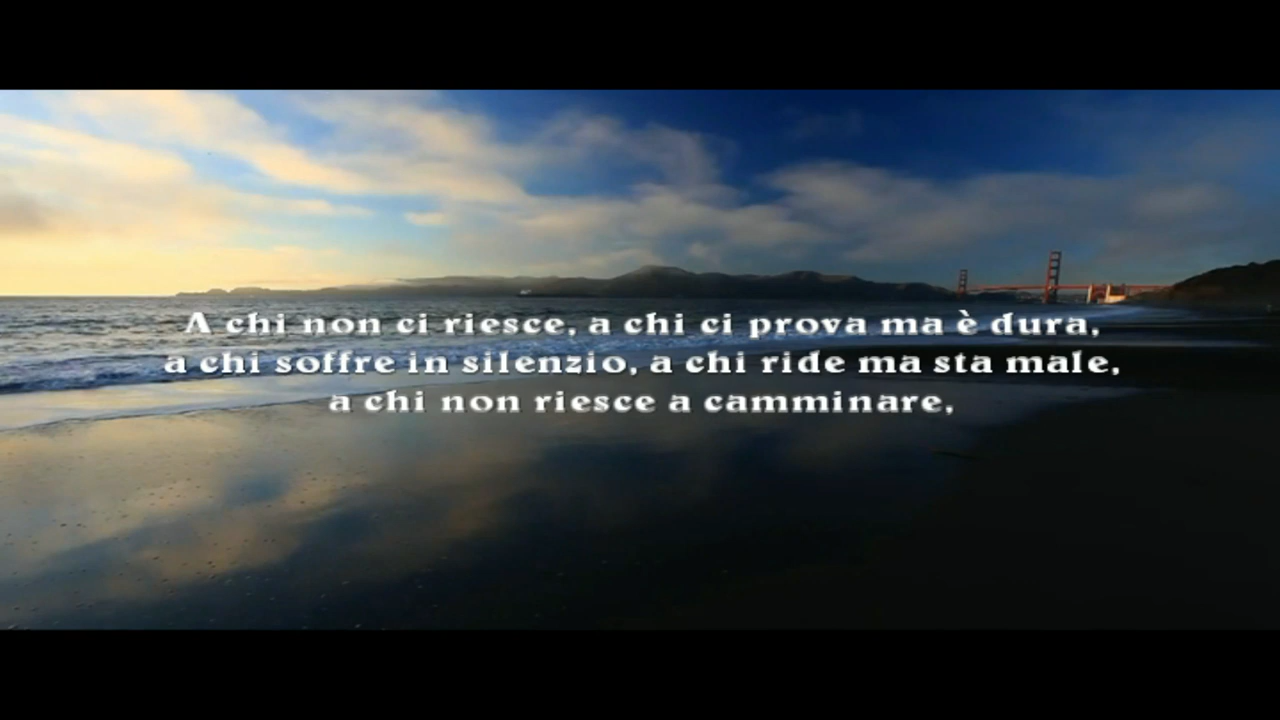 A chi non ci riesce, a chi ci prova ma è dura,
a chi soffre in silenzio, a chi ride ma sta male,
a chi non riesce a camminare,